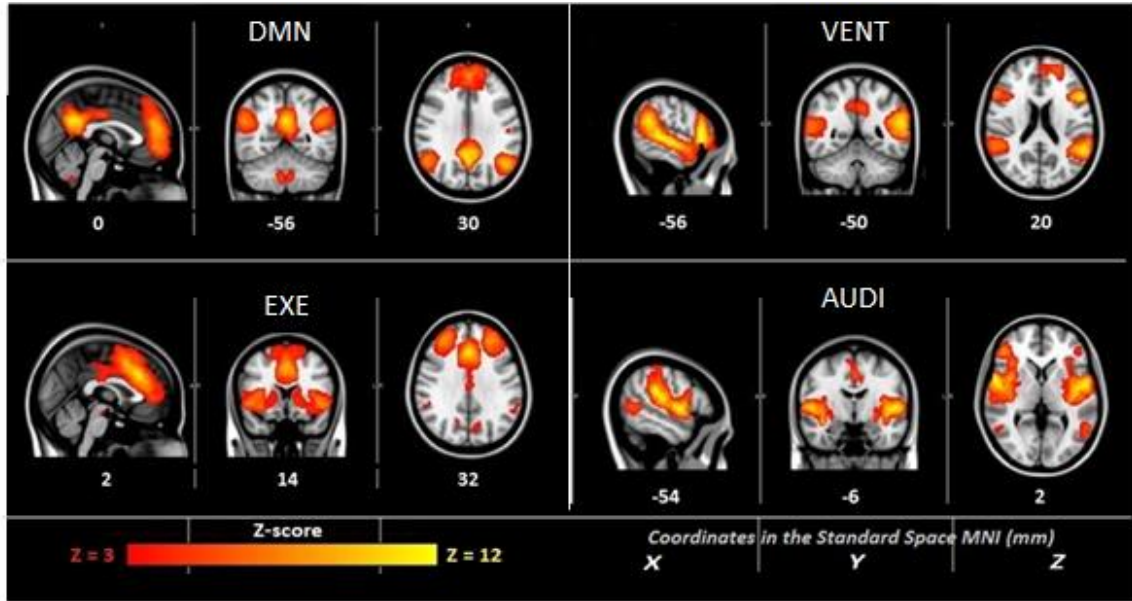 DMN
0 -56 30
VENT
-56 -50 20
EXE
2 14 32
AUDI
-54 -6 2
Z-score
Z = 3 Z = 12
Coordinates in the Standard Space MNI (mm)
X Y Z